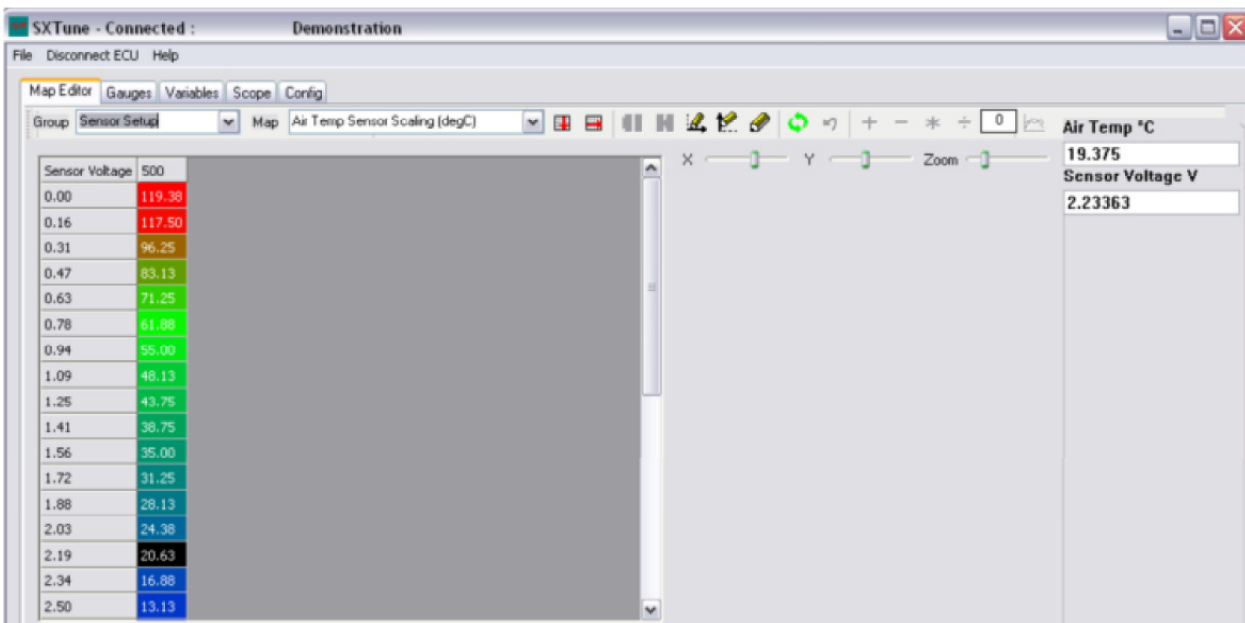 SXTune - Connected : Demonstration
File Disconnect ECU Help
Map Editor Gauges Variables Scope Config
Group Sensor Setup Map Air Temp Sensor Scaling (degC) + - * ÷ 0
Air Temp °C
19.375
Sensor Voltage V
2.23363
X Y Zoom
Sensor Voltage 500
0.00 119.38
0.16 117.50
0.31 96.25
0.47 83.13
0.63 71.25
0.78 61.88
0.94 55.00
1.09 48.13
1.25 43.75
1.41 38.75
1.56 35.00
1.72 31.25
1.88 28.13
2.03 24.38
2.19 20.63
2.34 16.88
2.50 13.13